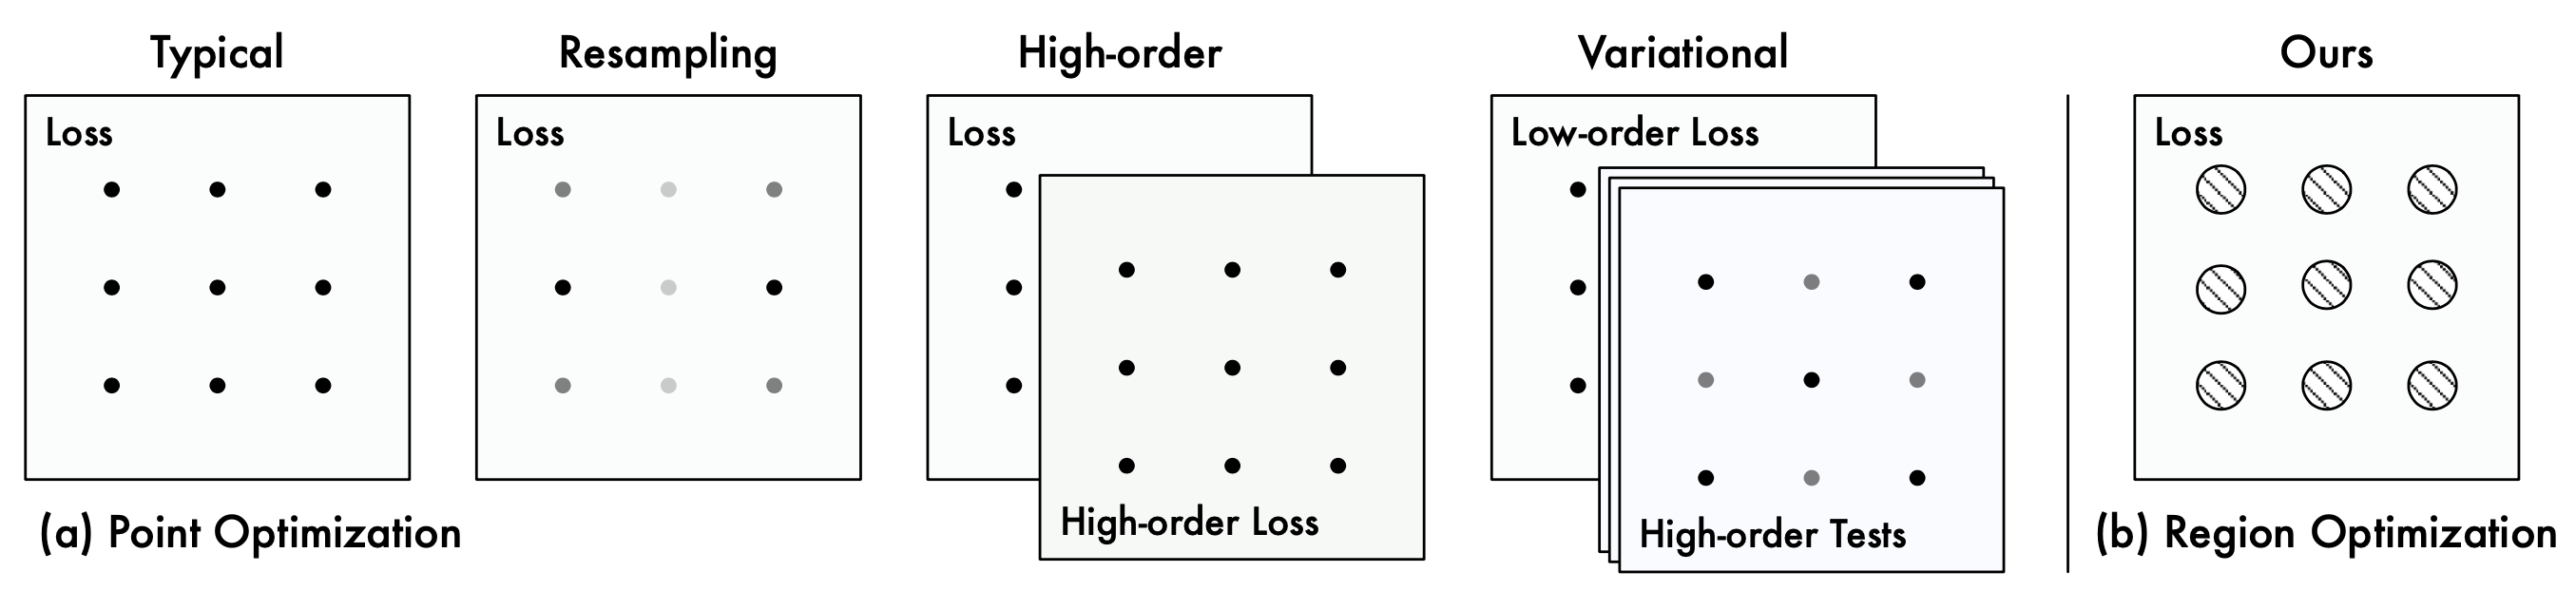 Typical
Resampling
High-order
Variational
Ours
Loss
Loss
Loss
Low-order Loss
Loss
High-order Loss
High-order Tests
(a) Point Optimization
(b) Region Optimization